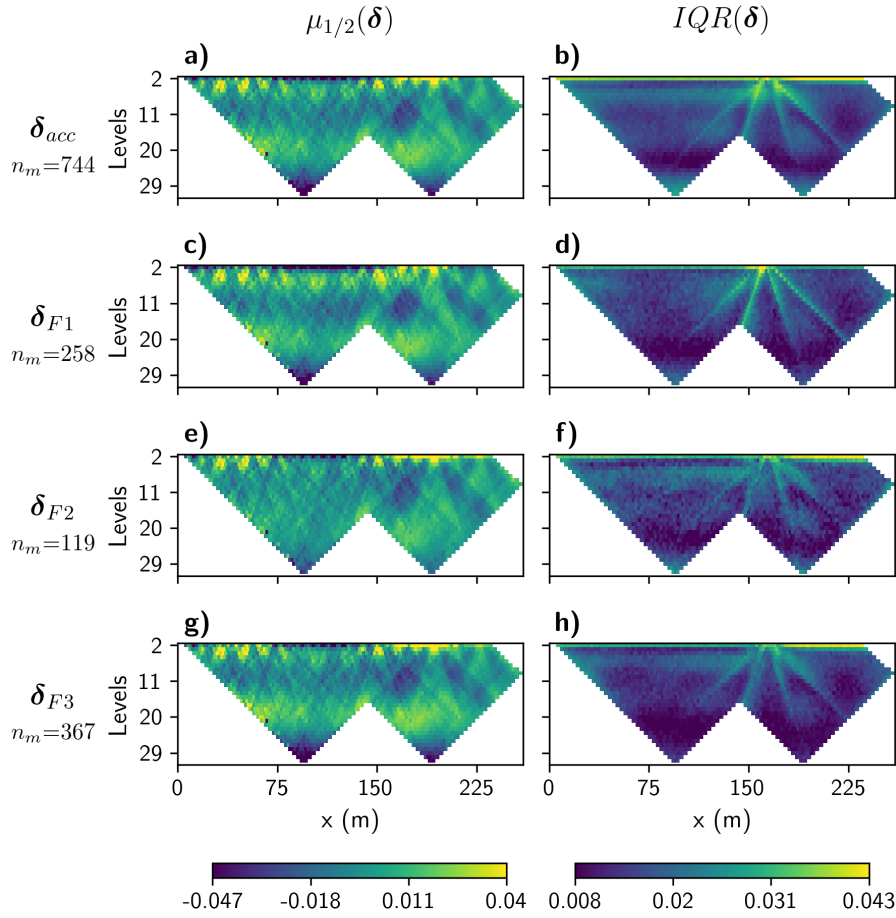 μ1/2(δ) IQR(δ)
a) b)
δacc
nm=744
Levels
2
11
20
29
c) d)
δF1
nm=258
Levels
2
11
20
29
e) f)
δF2
nm=119
Levels
2
11
20
29
g) h)
δF3
nm=367
Levels
2
11
20
29
0 75 150 225 0 75 150 225
x (m) x (m)
-0.047 -0.018 0.011 0.04 0.008 0.02 0.031 0.043